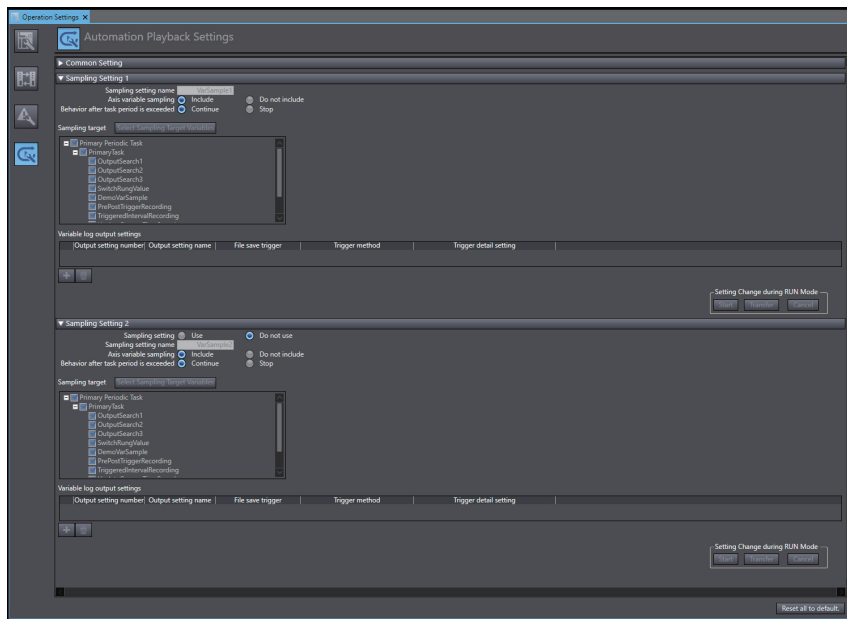 Operation Settings X
Automation Playback Settings
Common Setting
Sampling Setting 1
Sampling setting name VarSample1
Axis variable sampling Include Do not include
Behavior after task period is exceeded Continue Stop
Sampling target Select Sampling Target Variables
Primary Periodic Task
PrimaryTask
OutputSearch1
OutputSearch2
OutputSearch3
SwitchRungValue
DemoVarSample
PrePostTriggerRecording
TriggeredIntervalRecording
Variable log output settings
Output setting number Output setting name File save trigger Trigger method Trigger detail setting
Setting Change during RUN Mode
Start Transfer Cancel
Sampling Setting 2
Sampling setting Use Do not use
Sampling setting name VarSample2
Axis variable sampling Include Do not include
Behavior after task period is exceeded Continue Stop
Sampling target Select Sampling Target Variables
Primary Periodic Task
PrimaryTask
OutputSearch1
OutputSearch2
OutputSearch3
SwitchRungValue
DemoVarSample
PrePostTriggerRecording
TriggeredIntervalRecording
Variable log output settings
Output setting number Output setting name File save trigger Trigger method Trigger detail setting
Setting Change during RUN Mode
Start Transfer Cancel
Reset all to default.